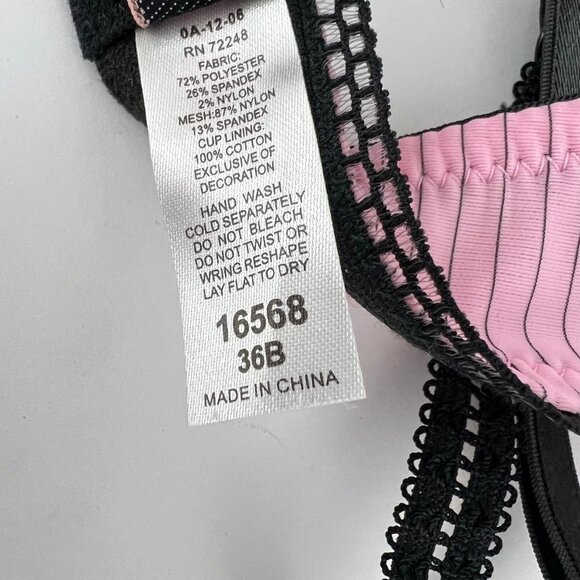 0A-12-06
RN 72248
FABRIC:
72% POLYESTER
26% SPANDEX
2% NYLON
MESH:87% NYLON
13% SPANDEX
CUP LINING:
100% COTTON
EXCLUSIVE OF
DECORATION
HAND WASH
COLD SEPARATELY
DO NOT BLEACH
DO NOT TWIST OR
WRING RESHAPE
LAY FLAT TO DRY
16568
36B
MADE IN CHINA